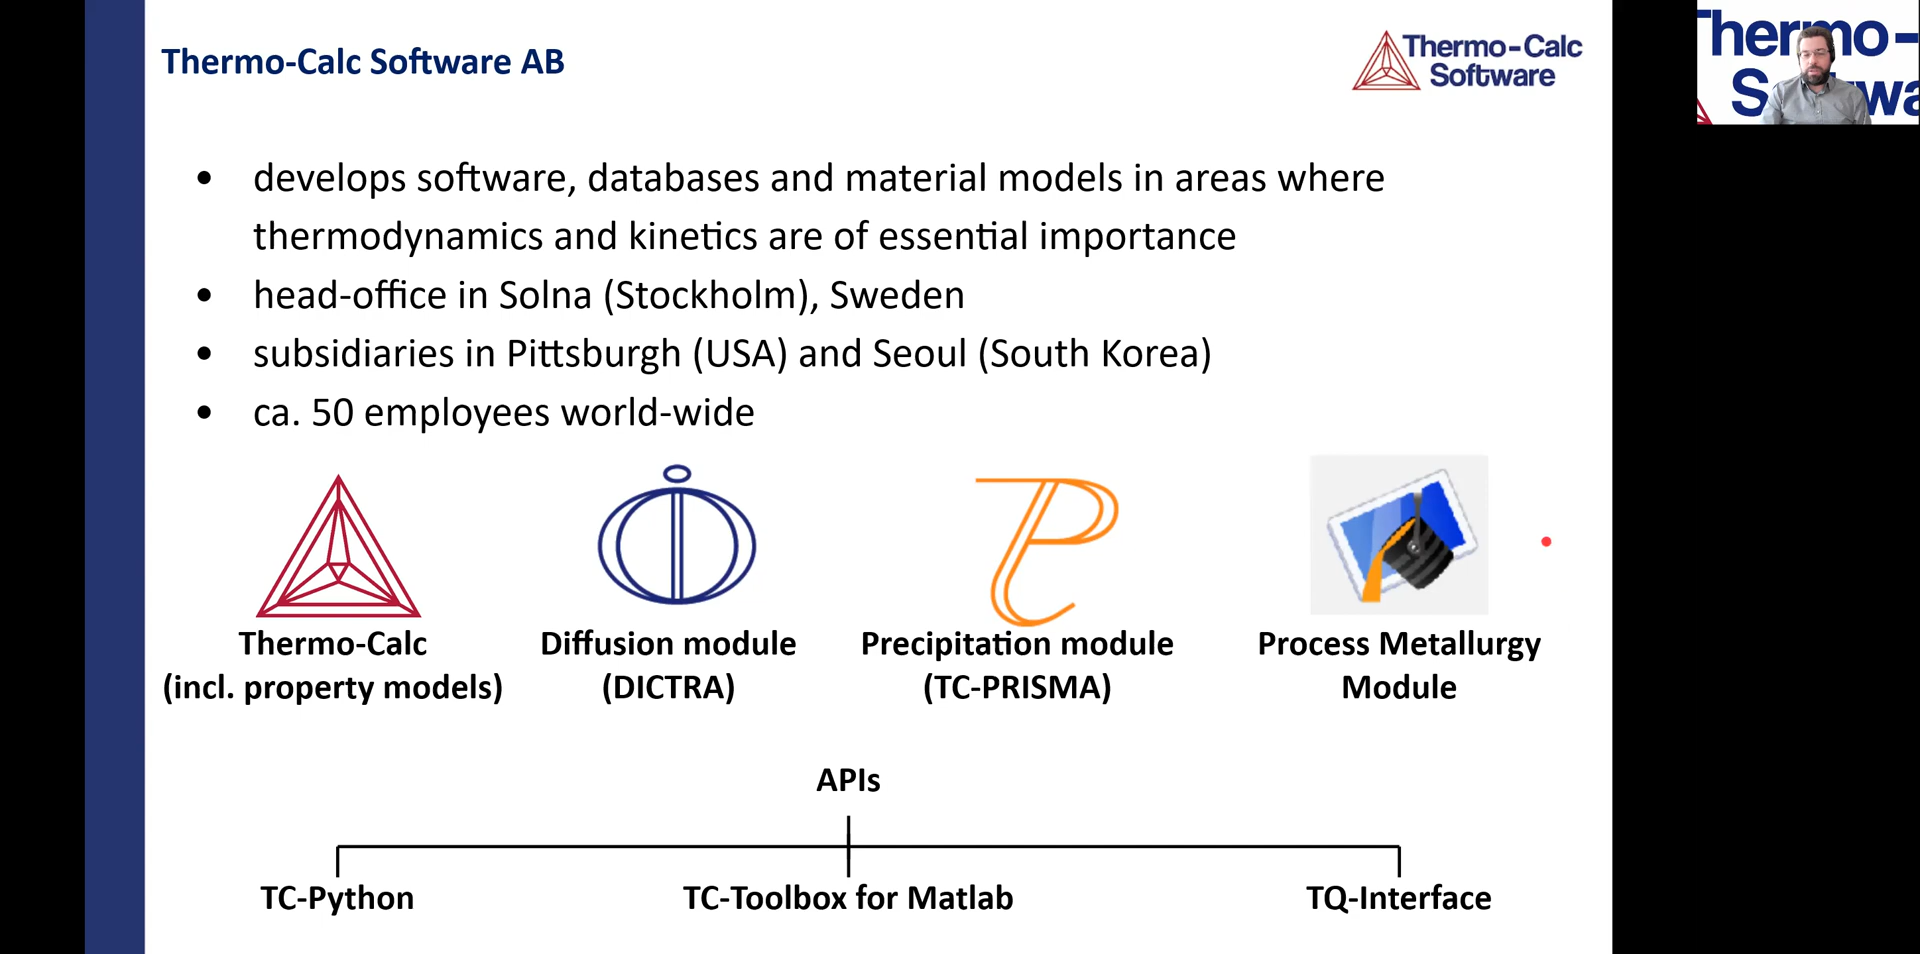 Thermo-Calc Software AB
Thermo-Calc
Software
• develops software, databases and material models in areas where
thermodynamics and kinetics are of essential importance
• head-office in Solna (Stockholm), Sweden
• subsidiaries in Pittsburgh (USA) and Seoul (South Korea)
• ca. 50 employees world-wide
Thermo-Calc
(incl. property models)
Diffusion module
(DICTRA)
Precipitation module
(TC-PRISMA)
Process Metallurgy
Module
APIs
TC-Python
TC-Toolbox for Matlab
TQ-Interface